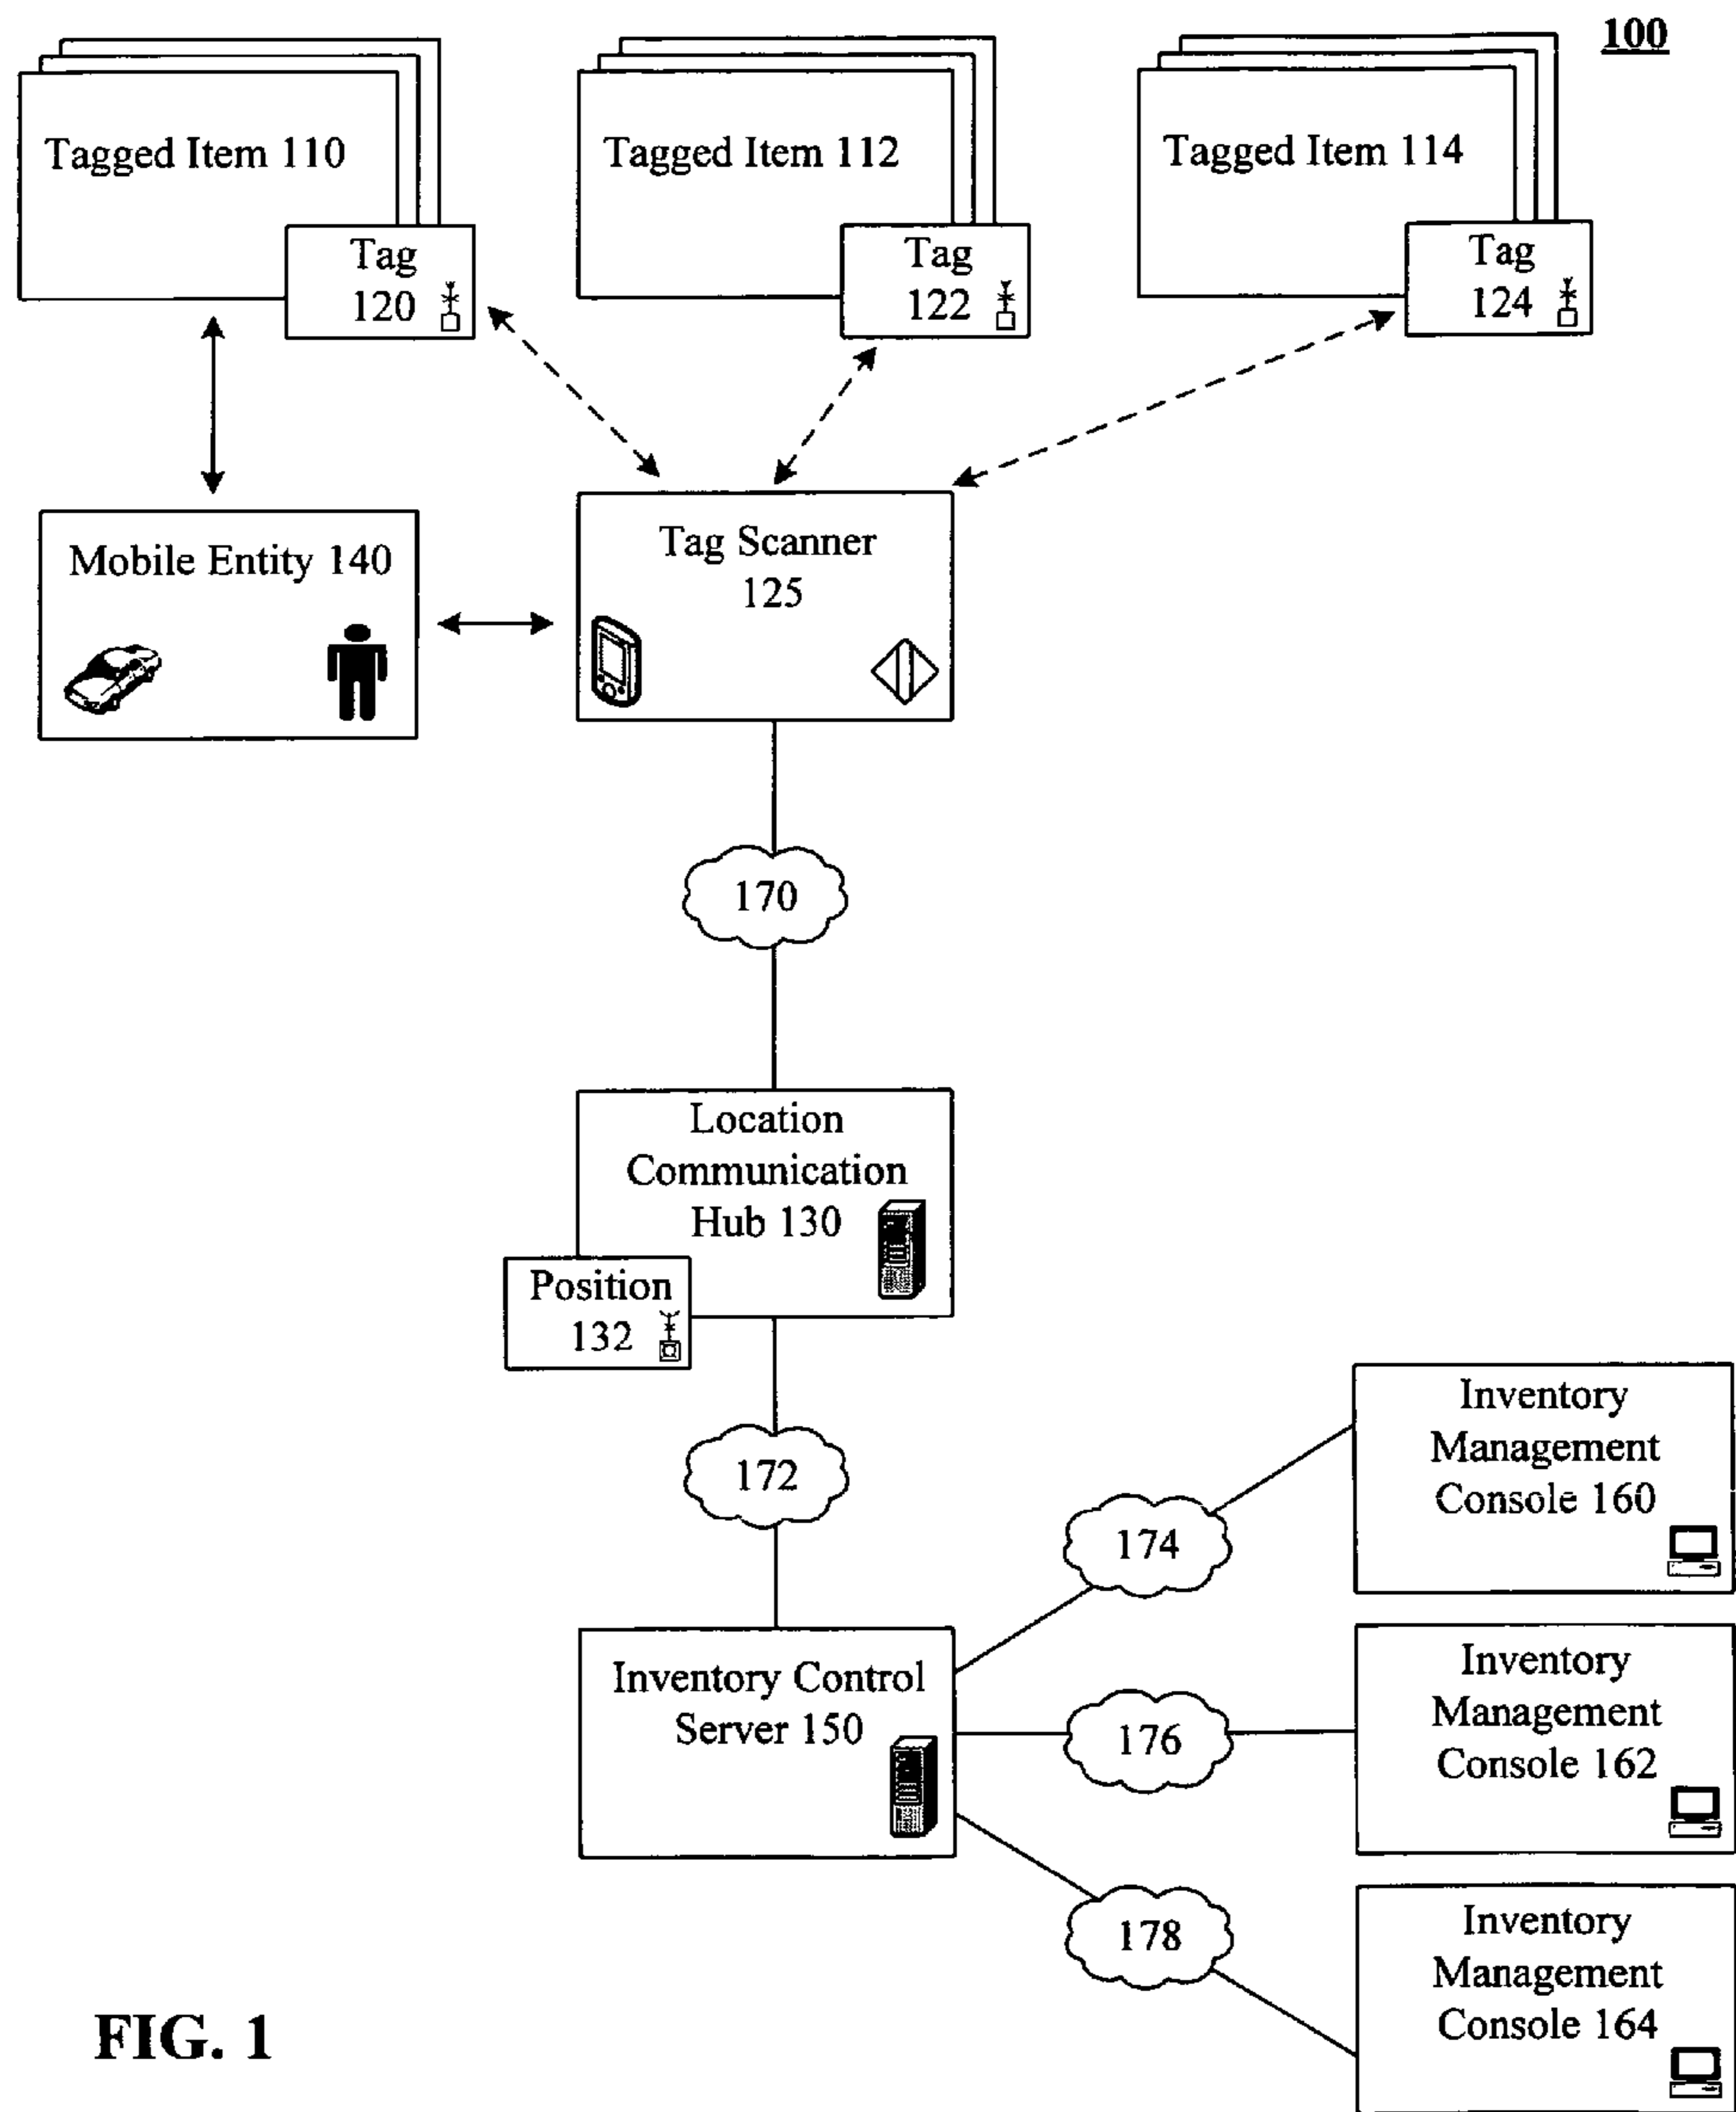 100
Tagged Item 110
Tag
120
Tagged Item 112
Tag
122
Tagged Item 114
Tag
124
Mobile Entity 140
Tag Scanner
125
170
Location
Communication
Hub 130
Position
132
172
Inventory Control
Server 150
174
176
178
Inventory
Management
Console 160
Inventory
Management
Console 162
Inventory
Management
Console 164
FIG. 1